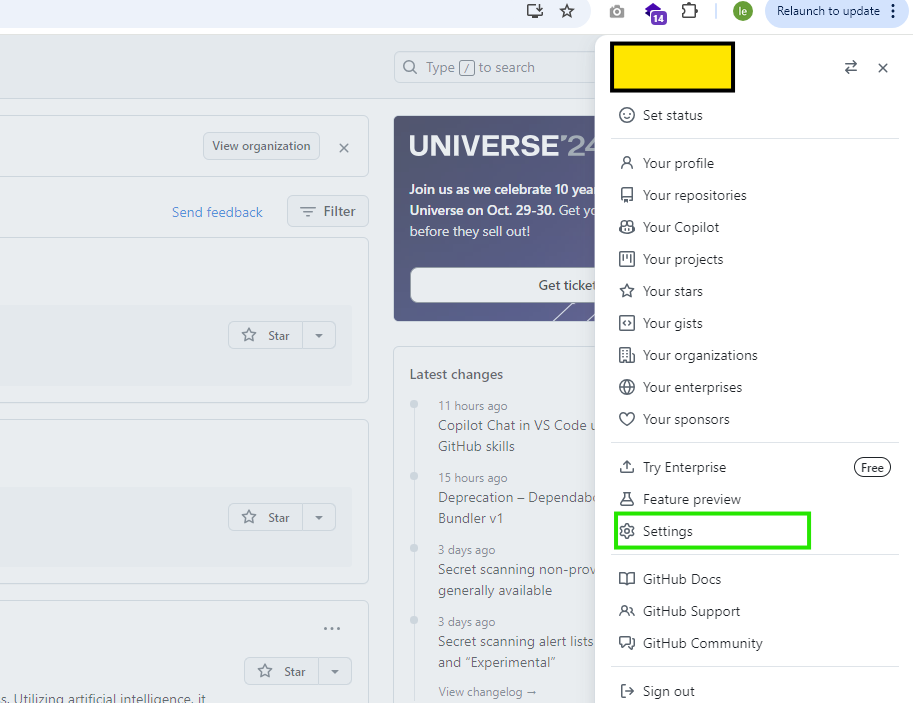 14
le
Relaunch to update
Type / to search
Set status
View organization
UNIVERSE'24
Join us as we celebrate 10 yea
Universe on Oct. 29-30. Get yo
before they sell out!
Send feedback
Filter
Get ticket
Star
Latest changes
11 hours ago
Copilot Chat in VS Code u
GitHub skills
15 hours ago
Deprecation – Dependabo
Bundler v1
Star
3 days ago
Secret scanning non-prov
generally available
3 days ago
Secret scanning alert lists
and “Experimental”
View changelog →
Star
s. Utilizing artificial intelligence, it
Your profile
Your repositories
Your Copilot
Your projects
Your stars
Your gists
Your organizations
Your enterprises
Your sponsors
Try Enterprise
Free
Feature preview
Settings
GitHub Docs
GitHub Support
GitHub Community
Sign out